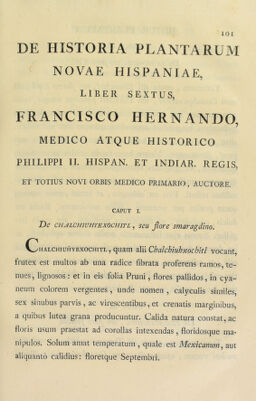 101
DE HISTORIA PLANTARUM
NOVAE HISPANIAE,
LIBER SEXTUS,
FRANCISCO HERNANDO,
MEDICO ATQUE HISTORICO
PHILIPPI II. HISPAN. ET INDIAR. REGIS,
ET TOTIUS NOVI ORBIS MEDICO PRIMARIO, AUCTORE.
CAPUT I.
De CHALCHIUHYEXOCHITL, seu flore smaragdino.
CHALCHIUHYEXOCHITL, quam alii Chalchiuhxochitl vocant,
frutex est multos ab una radice fibrata proferens ramos, te-
nues, lignosos: et in eis folia Pruni, flores pallidos, in cya-
neum colorem vergentes, unde nomen, calyculis similes,
sex sinubus parvis, ac virescentibus, et crenatis marginibus,
a quibus lutea grana producuntur. Calida natura constat, ac
floris usum praestat ad corollas intexendas, floridosque ma-
nipulos. Solum amat temperatum, quale est Mexicanum, aut
aliquanto calidius: floretque Septembri.